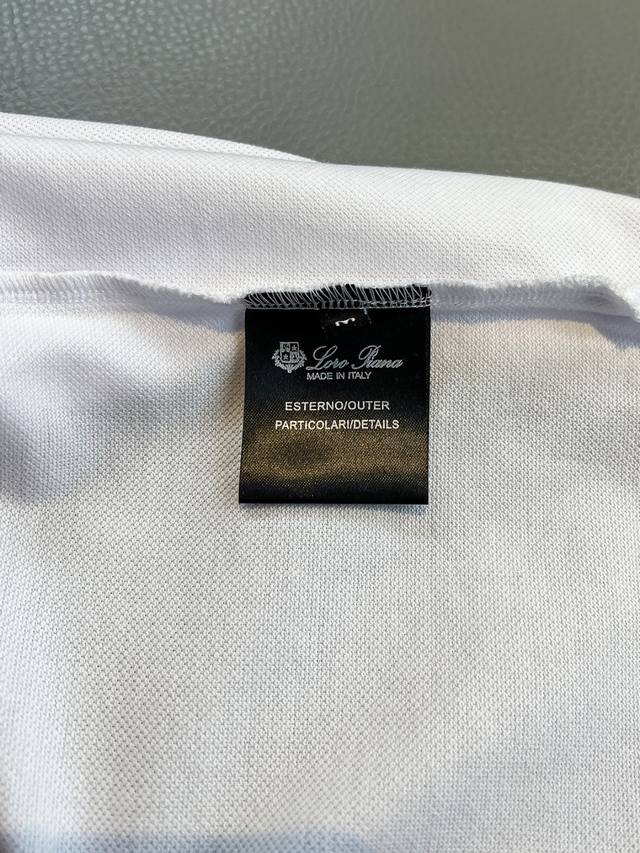 Loro Piana
MADE IN ITALY
ESTERNO/OUTER
PARTICOLARI/DETAILS